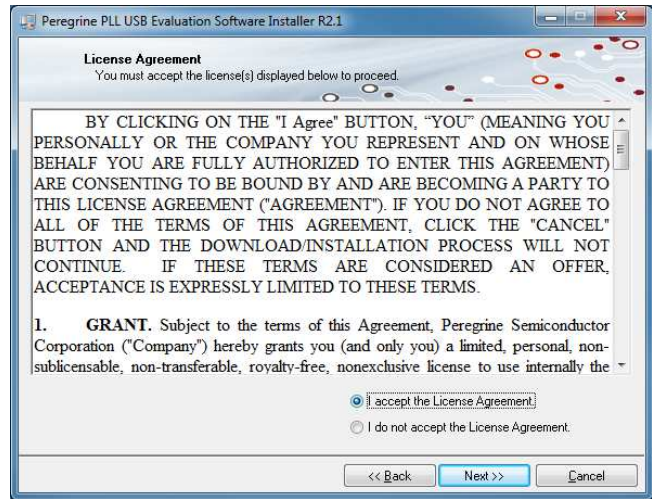 Peregrine PLL USB Evaluation Software Installer R2.1
License Agreement
You must accept the license(s) displayed below to proceed.
BY CLICKING ON THE "I Agree" BUTTON, “YOU” (MEANING YOU
PERSONALLY OR THE COMPANY YOU REPRESENT AND ON WHOSE
BEHALF YOU ARE FULLY AUTHORIZED TO ENTER THIS AGREEMENT)
ARE CONSENTING TO BE BOUND BY AND ARE BECOMING A PARTY TO
THIS LICENSE AGREEMENT ("AGREEMENT"). IF YOU DO NOT AGREE TO
ALL OF THE TERMS OF THIS AGREEMENT, CLICK THE "CANCEL"
BUTTON AND THE DOWNLOAD/INSTALLATION PROCESS WILL NOT
CONTINUE. IF THESE TERMS ARE CONSIDERED AN OFFER,
ACCEPTANCE IS EXPRESSLY LIMITED TO THESE TERMS.
1. GRANT. Subject to the terms of this Agreement, Peregrine Semiconductor
Corporation ("Company") hereby grants you (and only you) a limited, personal, non-
sublicensable, non-transferable, royalty-free, nonexclusive license to use internally the
I accept the License Agreement.
I do not accept the License Agreement.
<< Back Next >> Cancel